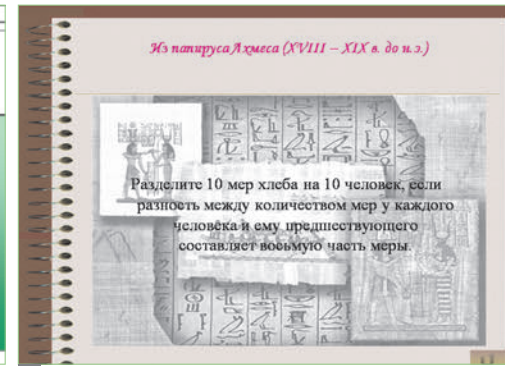 Из папируса Ахмеса (XVIII – XIX в. до н.э.)
Разделите 10 мер хлеба на 10 человек, если
разность между количеством мер у каждого
человека и ему предшествующего
составляет восьмую часть меры.